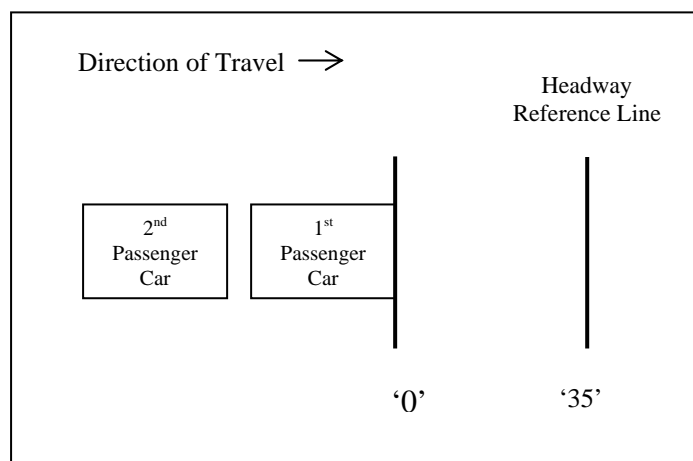 Direction of Travel
Headway
Reference Line
2nd
Passenger
Car
1st
Passenger
Car
‘0’
‘35’